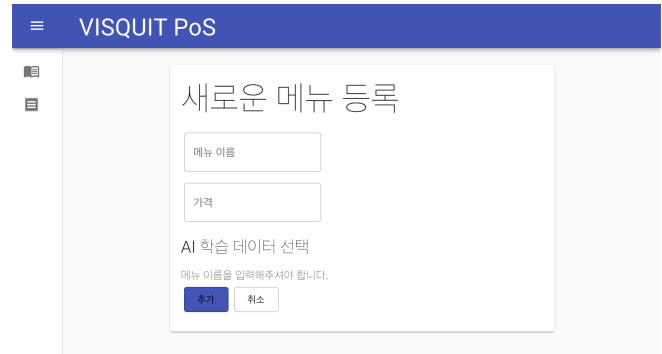 VISQUIT PoS
새로운 메뉴 등록
메뉴 이름
가격
AI 학습 데이터 선택
메뉴 이름을 입력해주셔야 합니다.
추가 취소